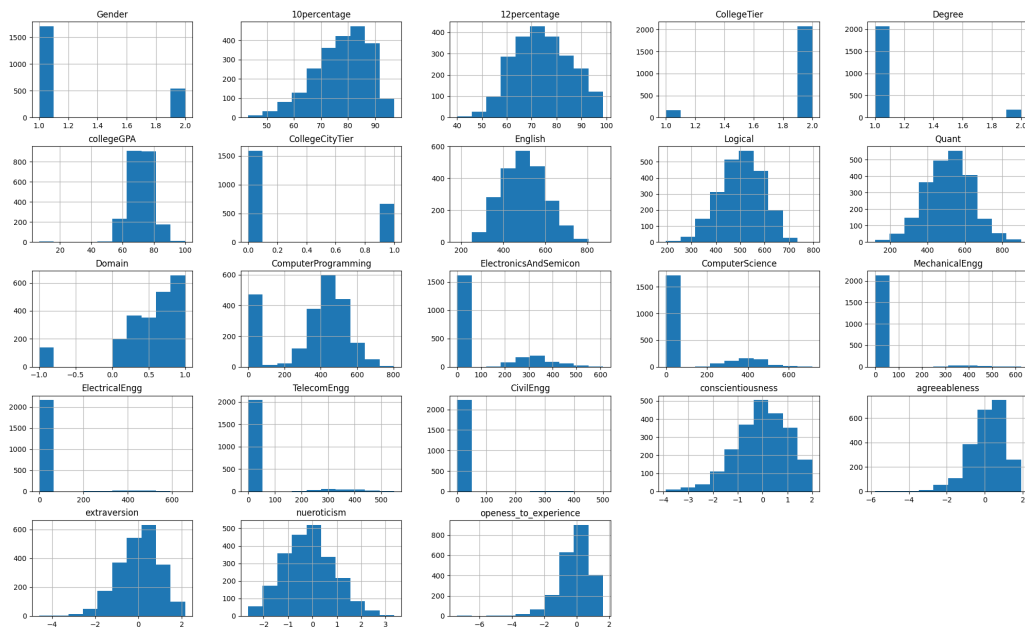 Gender 10percentage 12percentage CollegeTier Degree
1500 1000 500 0
400 300 200 100 0
400 300 200 100 0
2000 1500 1000 500 0
2000 1500 1000 500 0
1.0 1.2 1.4 1.6 1.8 2.0
50 60 70 80 90
40 50 60 70 80 90 100
1.0 1.2 1.4 1.6 1.8 2.0
1.0 1.2 1.4 1.6 1.8 2.0
collegeGPA CollegeCityTier English Logical Quant
800 600 400 200 0
1500 1000 500 0
600 400 200 0
500 400 300 200 100 0
500 400 300 200 100 0
20 40 60 80 100
0.0 0.2 0.4 0.6 0.8 1.0
200 400 600 800
200 300 400 500 600 700 800
200 400 600 800
Domain ComputerProgramming ElectronicsAndSemicon ComputerScience MechanicalEngg
600 400 200 0
600 400 200 0
1500 1000 500 0
1500 1000 500 0
2000 1500 1000 500 0
−1.0 −0.5 0.0 0.5 1.0
0 200 400 600 800
0 100 200 300 400 500 600
0 200 400 600
0 100 200 300 400 500 600
ElectricalEngg TelecomEngg CivilEngg conscientiousness agreeableness
2000 1500 1000 500 0
2000 1500 1000 500 0
2000 1500 1000 500 0
500 400 300 200 100 0
600 400 200 0
0 200 400 600
0 100 200 300 400 500
0 100 200 300 400 500
−4 −3 −2 −1 0 1 2
−6 −4 −2 0 2
extraversion nueroticism openess_to_experience
600 400 200 0
500 400 300 200 100 0
800 600 400 200 0
−4 −2 0 2
−2 −1 0 1 2 3
−6 −4 −2 0 2